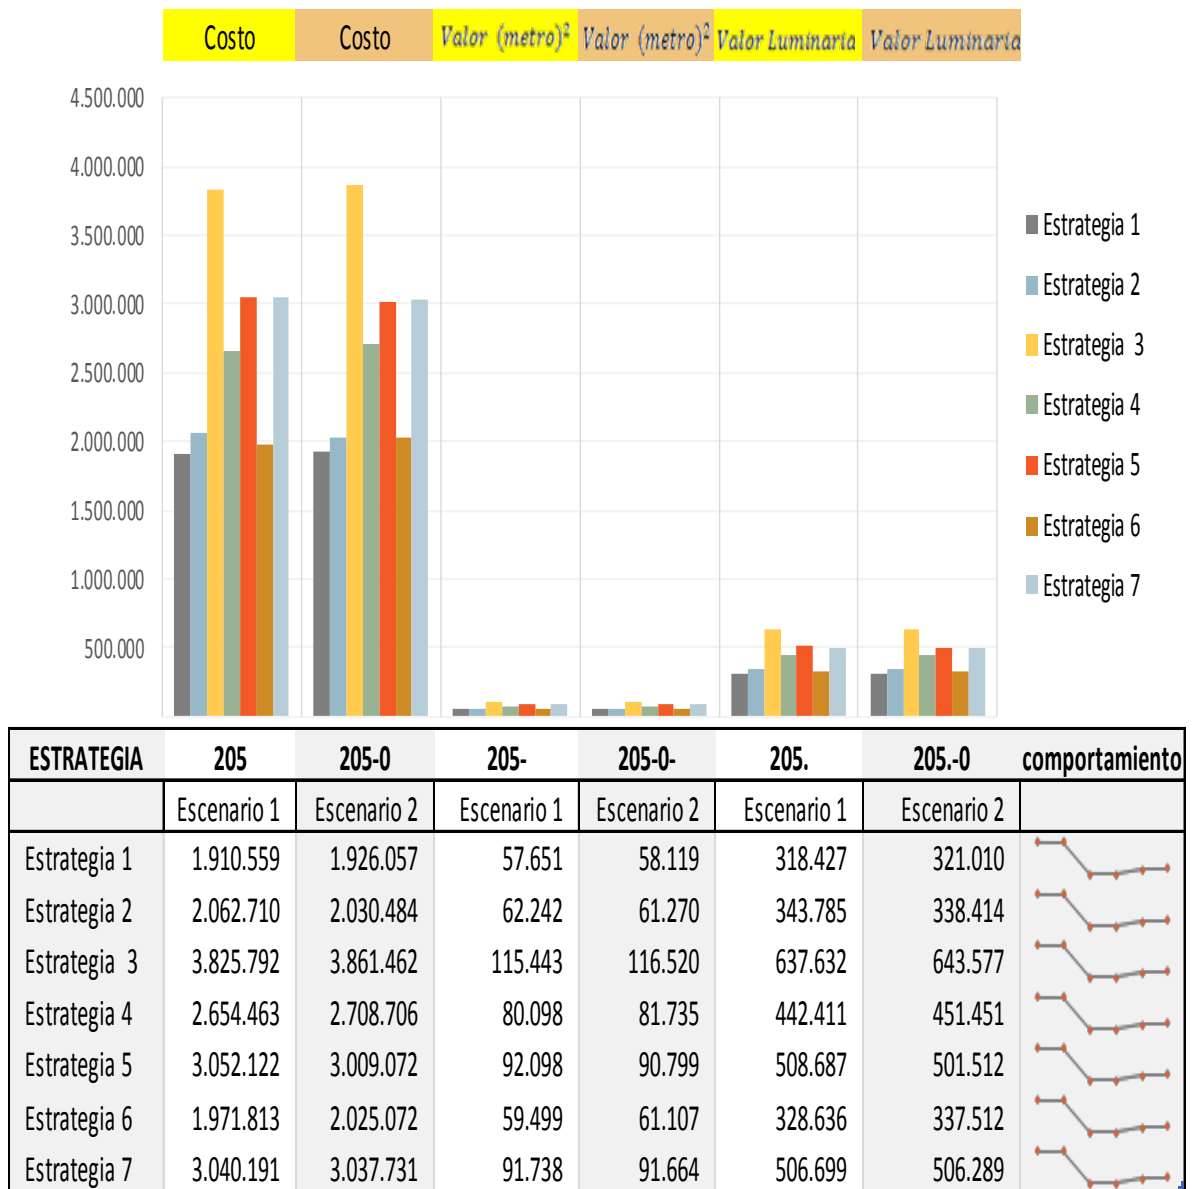 Costo Costo Valor (metro)² Valor (metro)² Valor Luminaria Valor Luminaria
4.500.000
4.000.000
3.500.000
3.000.000
2.500.000
2.000.000
1.500.000
1.000.000
500.000
Estrategia 1
Estrategia 2
Estrategia 3
Estrategia 4
Estrategia 5
Estrategia 6
Estrategia 7
ESTRATEGIA 205 205-0 205- 205-0- 205. 205.-0 comportamiento
Escenario 1 Escenario 2 Escenario 1 Escenario 2 Escenario 1 Escenario 2
Estrategia 1 1.910.559 1.926.057 57.651 58.119 318.427 321.010
Estrategia 2 2.062.710 2.030.484 62.242 61.270 343.785 338.414
Estrategia 3 3.825.792 3.861.462 115.443 116.520 637.632 643.577
Estrategia 4 2.654.463 2.708.706 80.098 81.735 442.411 451.451
Estrategia 5 3.052.122 3.009.072 92.098 90.799 508.687 501.512
Estrategia 6 1.971.813 2.025.072 59.499 61.107 328.636 337.512
Estrategia 7 3.040.191 3.037.731 91.738 91.664 506.699 506.289